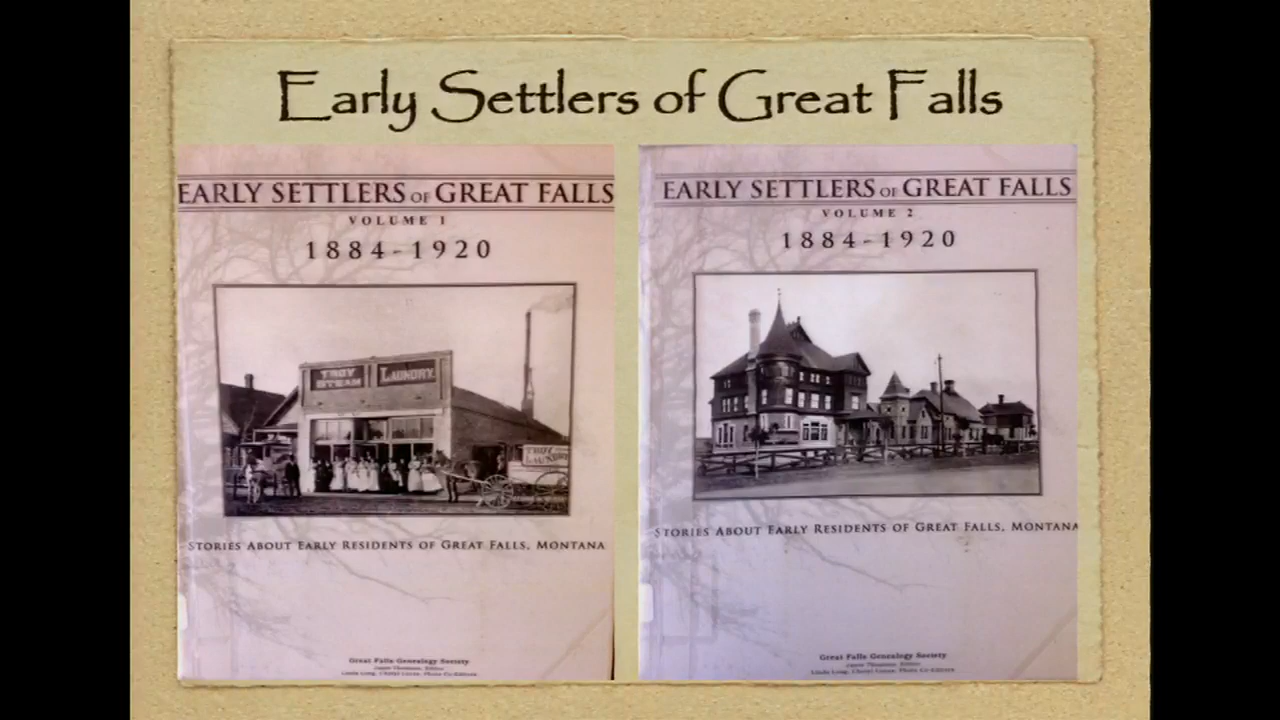 Early Settlers of Great Falls
EARLY SETTLERS OF GREAT FALLS
VOLUME 1
1884-1920
TROY STEAM
LAUNDRY.
TROY LAUNDRY
STORIES ABOUT EARLY RESIDENTS OF GREAT FALLS, MONTANA
Great Falls Genealogy Society
EARLY SETTLERS OF GREAT FALLS
VOLUME 2
1884-1920
STORIES ABOUT EARLY RESIDENTS OF GREAT FALLS, MONTANA
Great Falls Genealogy Society